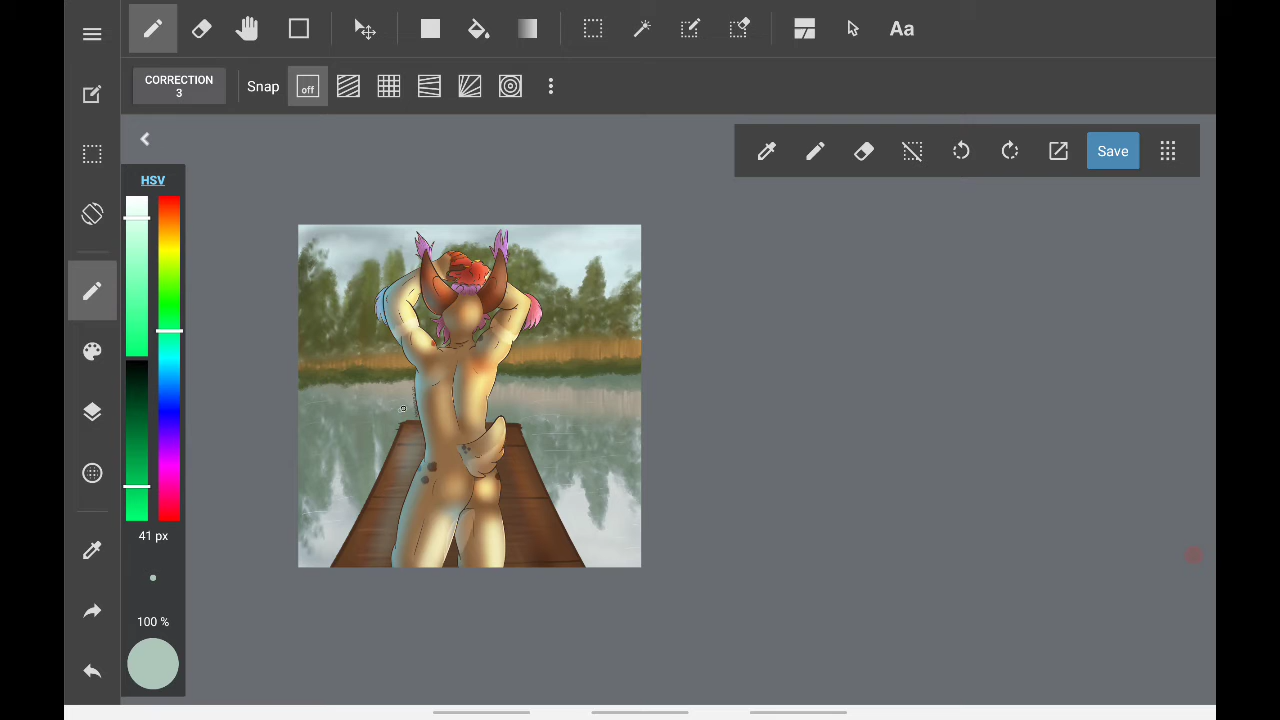 Aa
CORRECTION
3
Snap
off
HSV
Save
41 px
100 %